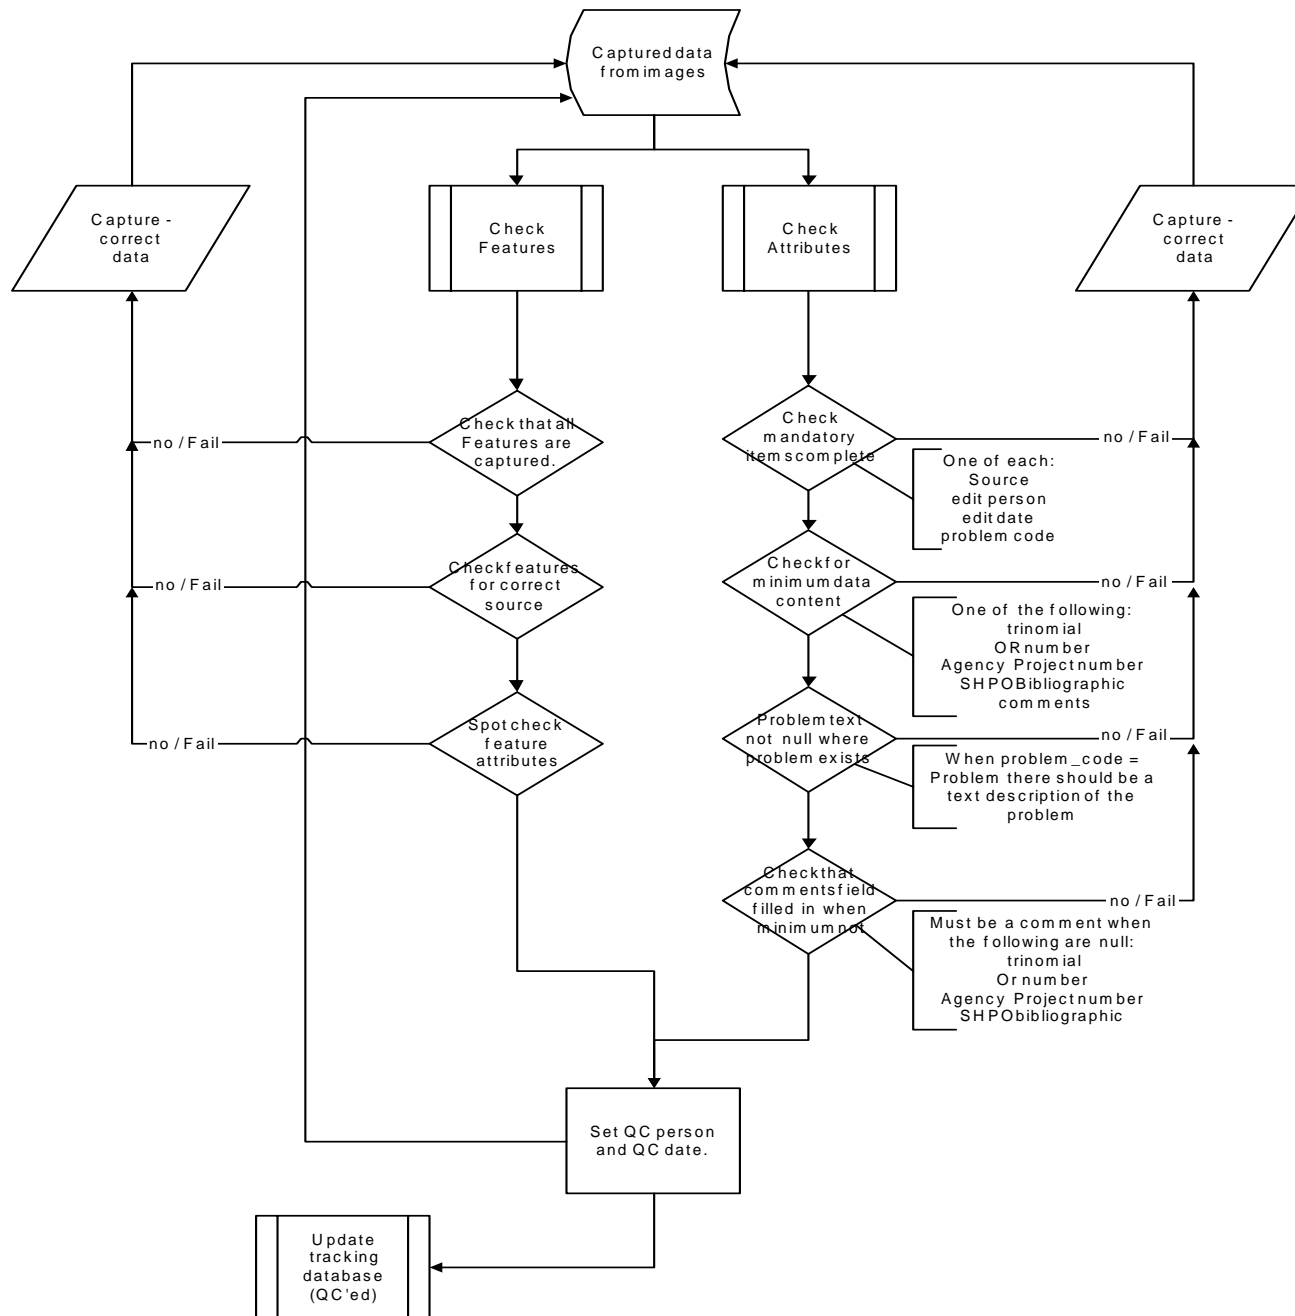 Captured data
from images
Capture -
correct
data
Check
Features
Check
Attributes
Capture -
correct
data
Check that all
Features are
captured.
no / Fail
Check
mandatory
items complete
no / Fail
One of each:
Source
edit person
edit date
problem code
Check features
for correct
source
no / Fail
Check for
minimum data
content
no / Fail
One of the following:
trinomial
OR number
Agency Project number
SHPO Bibliographic
comments
Spot check
feature
attributes
no / Fail
Problem text
not null where
problem exists
no / Fail
When problem_code =
Problem there should be a
text description of the
problem
Check that
comments field
filled in when
minimum not
no / Fail
Must be a comment when
the following are null:
trinomial
Or number
Agency Project number
SHPO bibliographic
Set QC person
and QC date.
Update
tracking
database
(QC'ed)